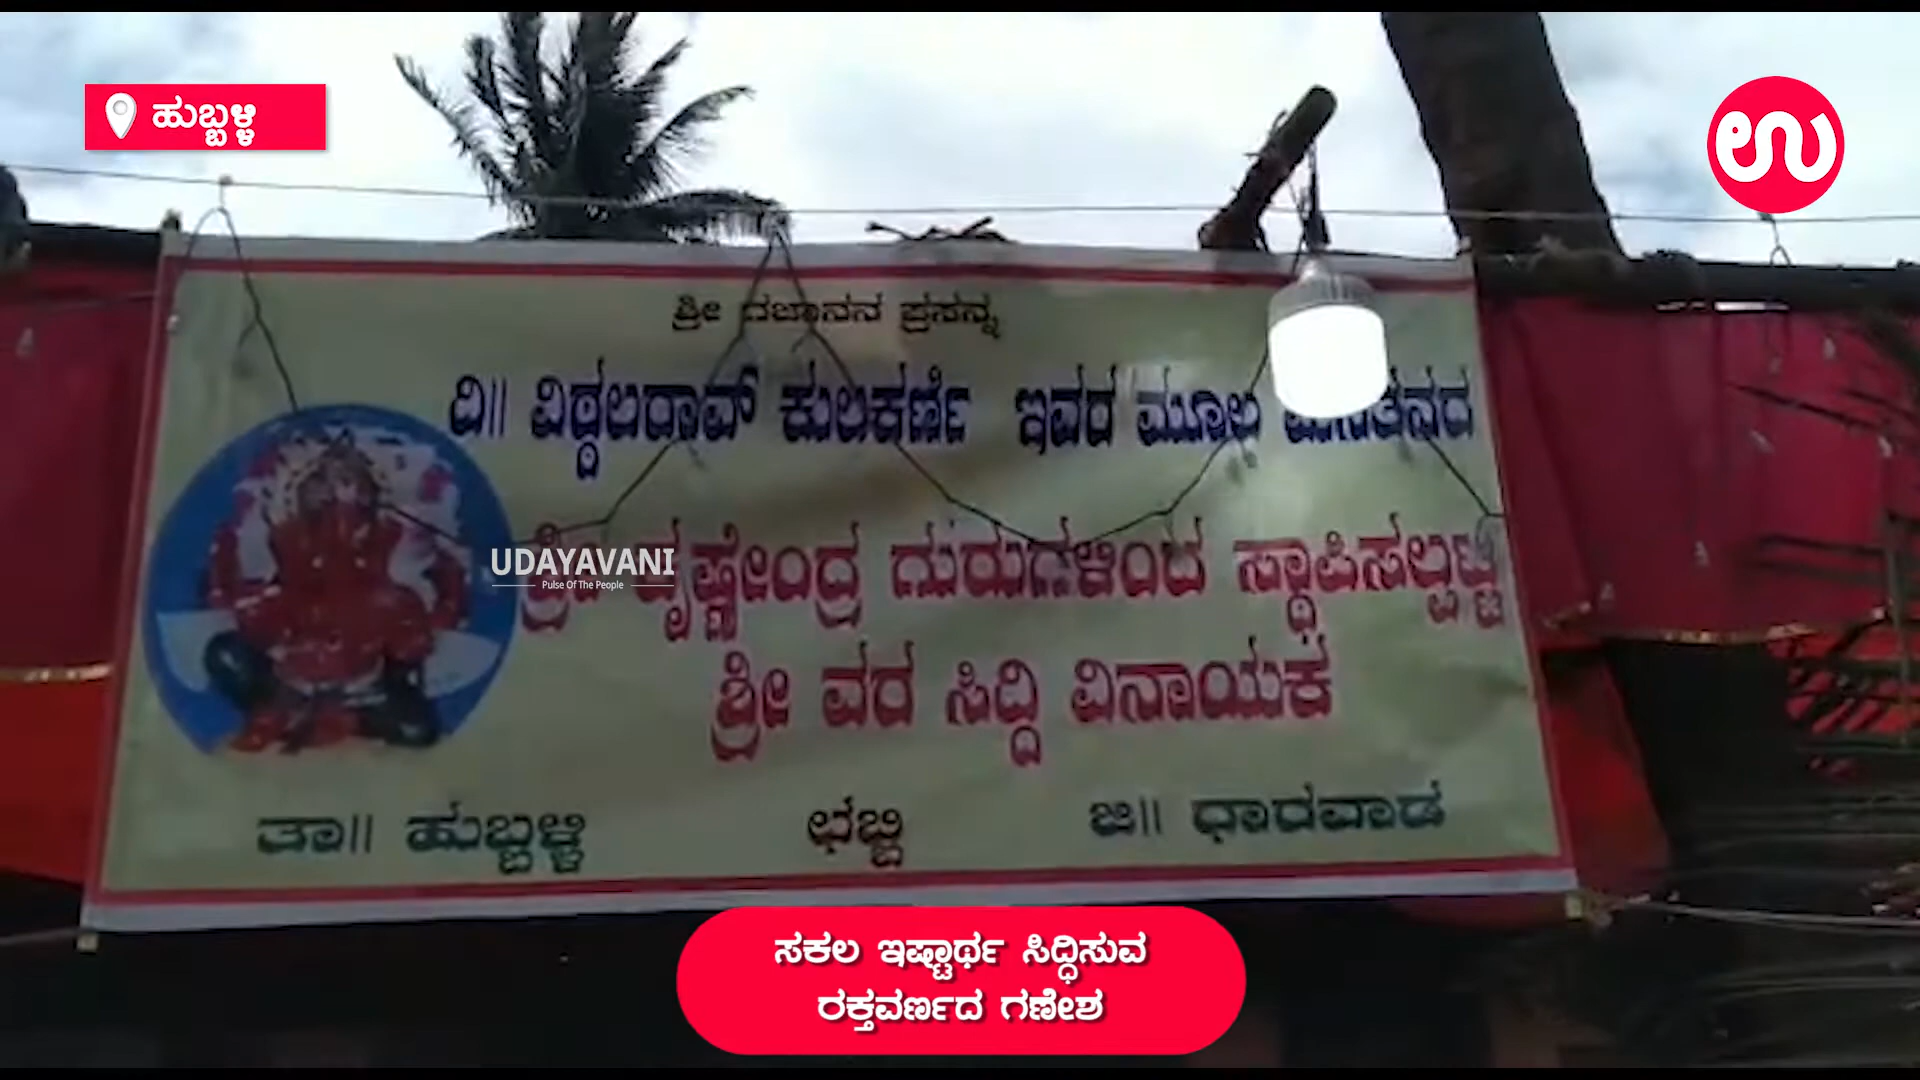 ಹುಬ್ಬಳ್ಳಿ
ಉ
ಶ್ರೀ ಗಜಾನನ ಪ್ರಸನ್ನ
ದಿ|| ವಿಠ್ಠಲರಾವ್ ಕುಲಕರ್ಣಿ ಇವರ ಮೂಲ
UDAYAVANI
Pulse Of The People
ಶ್ರೀ ಕೃಷ್ಣೇಂದ್ರ ಗುರುಗಳಿಂದ ಸ್ಥಾಪಿಸಲ್ಪಟ್ಟ
ಶ್ರೀ ವರ ಸಿದ್ದಿ ವಿನಾಯಕ
ತಾ|| ಹುಬ್ಬಳ್ಳಿ ಛಬ್ಬಿ ಜಿ|| ಧಾರವಾಡ
ಸಕಲ ಇಷ್ಟಾರ್ಥ ಸಿದ್ಧಿಸುವ
ರಕ್ತವರ್ಣದ ಗಣೇಶ